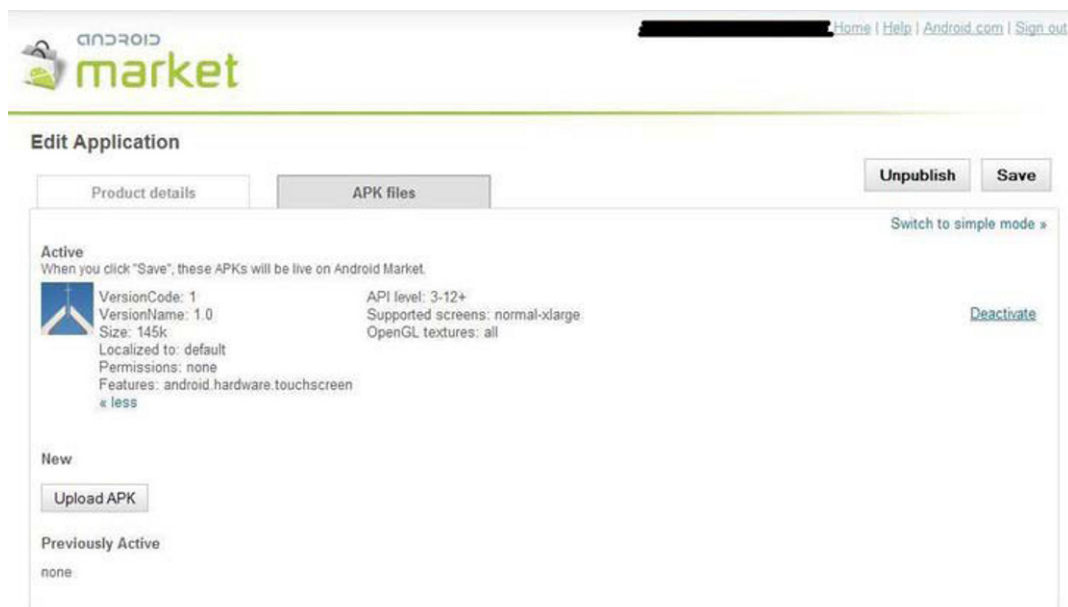 Home | Help | Android.com | Sign out
android
market
Edit Application
Unpublish Save
Product details APK files
Switch to simple mode »
Active
When you click "Save", these APKs will be live on Android Market.
VersionCode: 1 API level: 3-12+
VersionName: 1.0 Supported screens: normal-xlarge Deactivate
Size: 145k OpenGL textures: all
Localized to: default
Permissions: none
Features: android.hardware.touchscreen
« less
New
Upload APK
Previously Active
none